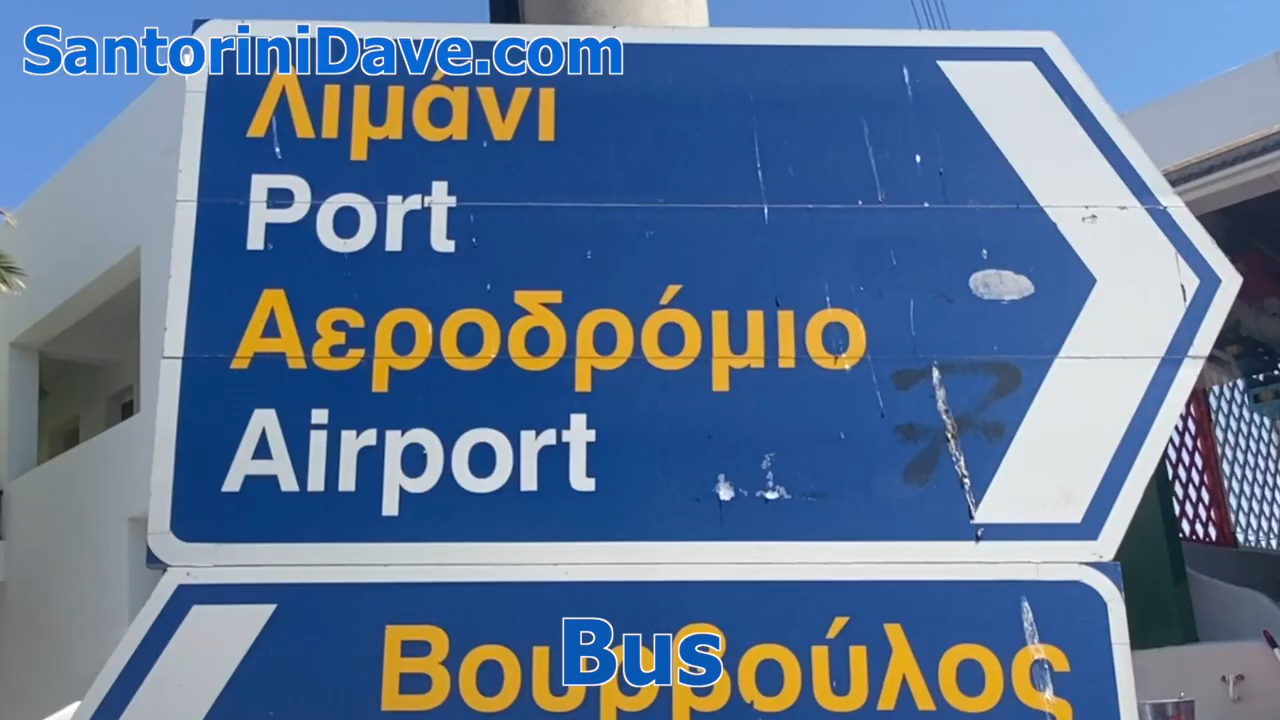 SantoriniDave.com
Λιμάνι
Port
Αεροδρόμιο
Airport
Βουρβούλος
Bus